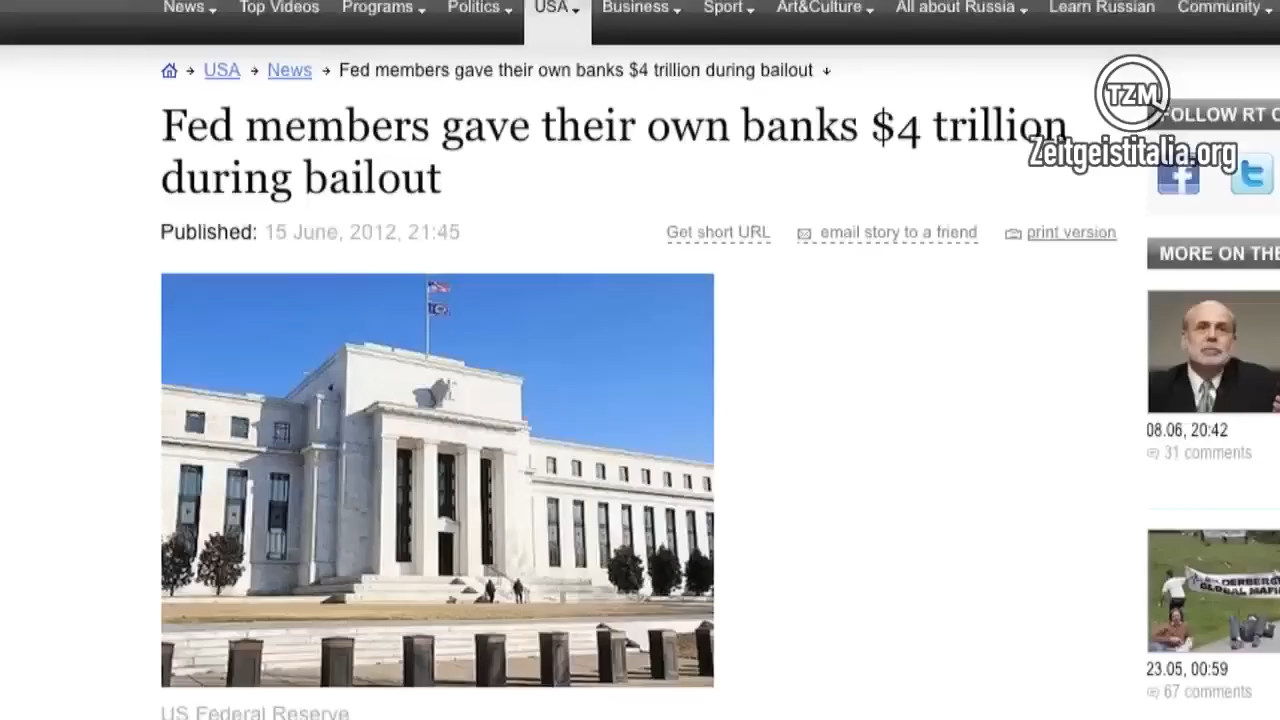 News Top Videos Programs Politics USA Business Sport Art&Culture All about Russia Learn Russian Community
USA News Fed members gave their own banks $4 trillion during bailout
TZM
Zeitgeistitalia.org
Fed members gave their own banks $4 trillion
during bailout
FOLLOW RT
Published: 15 June, 2012, 21:45
Get short URL email story to a friend print version
MORE ON THE
08.06, 20:42
31 comments
GLOBAL MAFI
23.05, 00:59
67 comments
US Federal Reserve